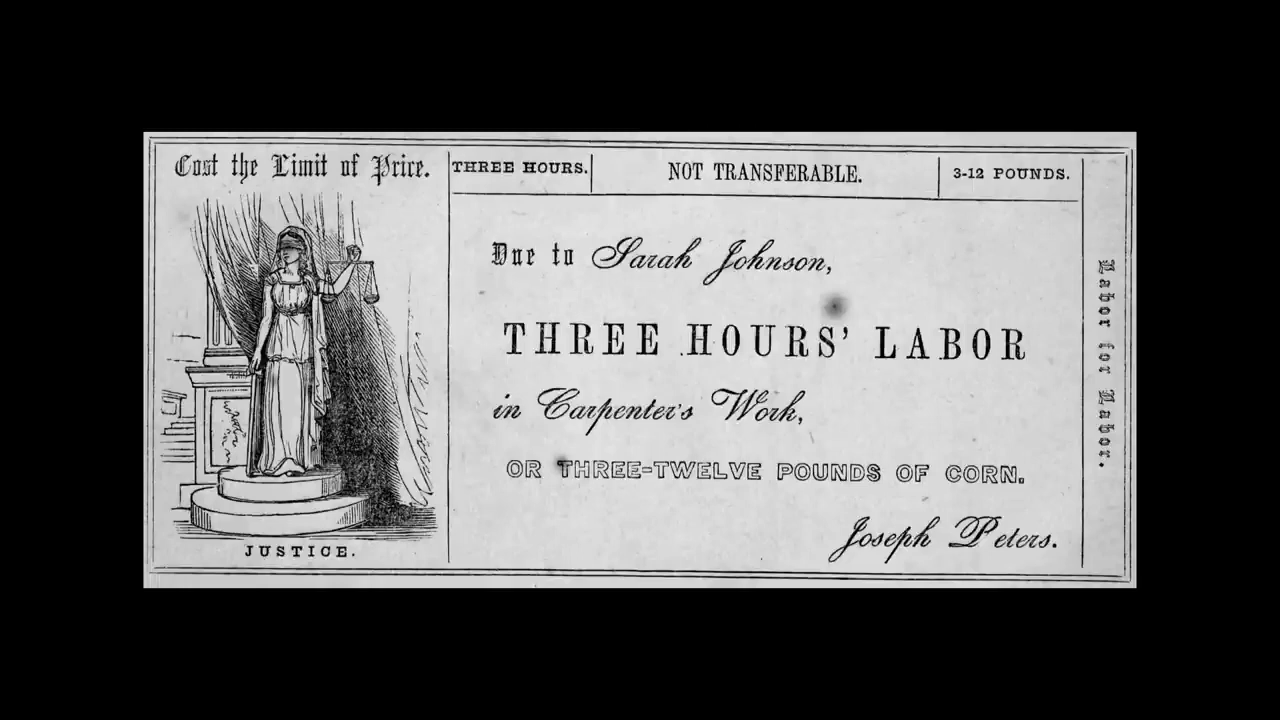 Cost the Limit of Price.
JUSTICE.
THREE HOURS.
NOT TRANSFERABLE.
3-12 POUNDS.
Due to Sarah Johnson,
THREE HOURS' LABOR
in Carpenter's Work,
OR THREE-TWELVE POUNDS OF CORN.
Joseph Peters.
Labor for Labor.